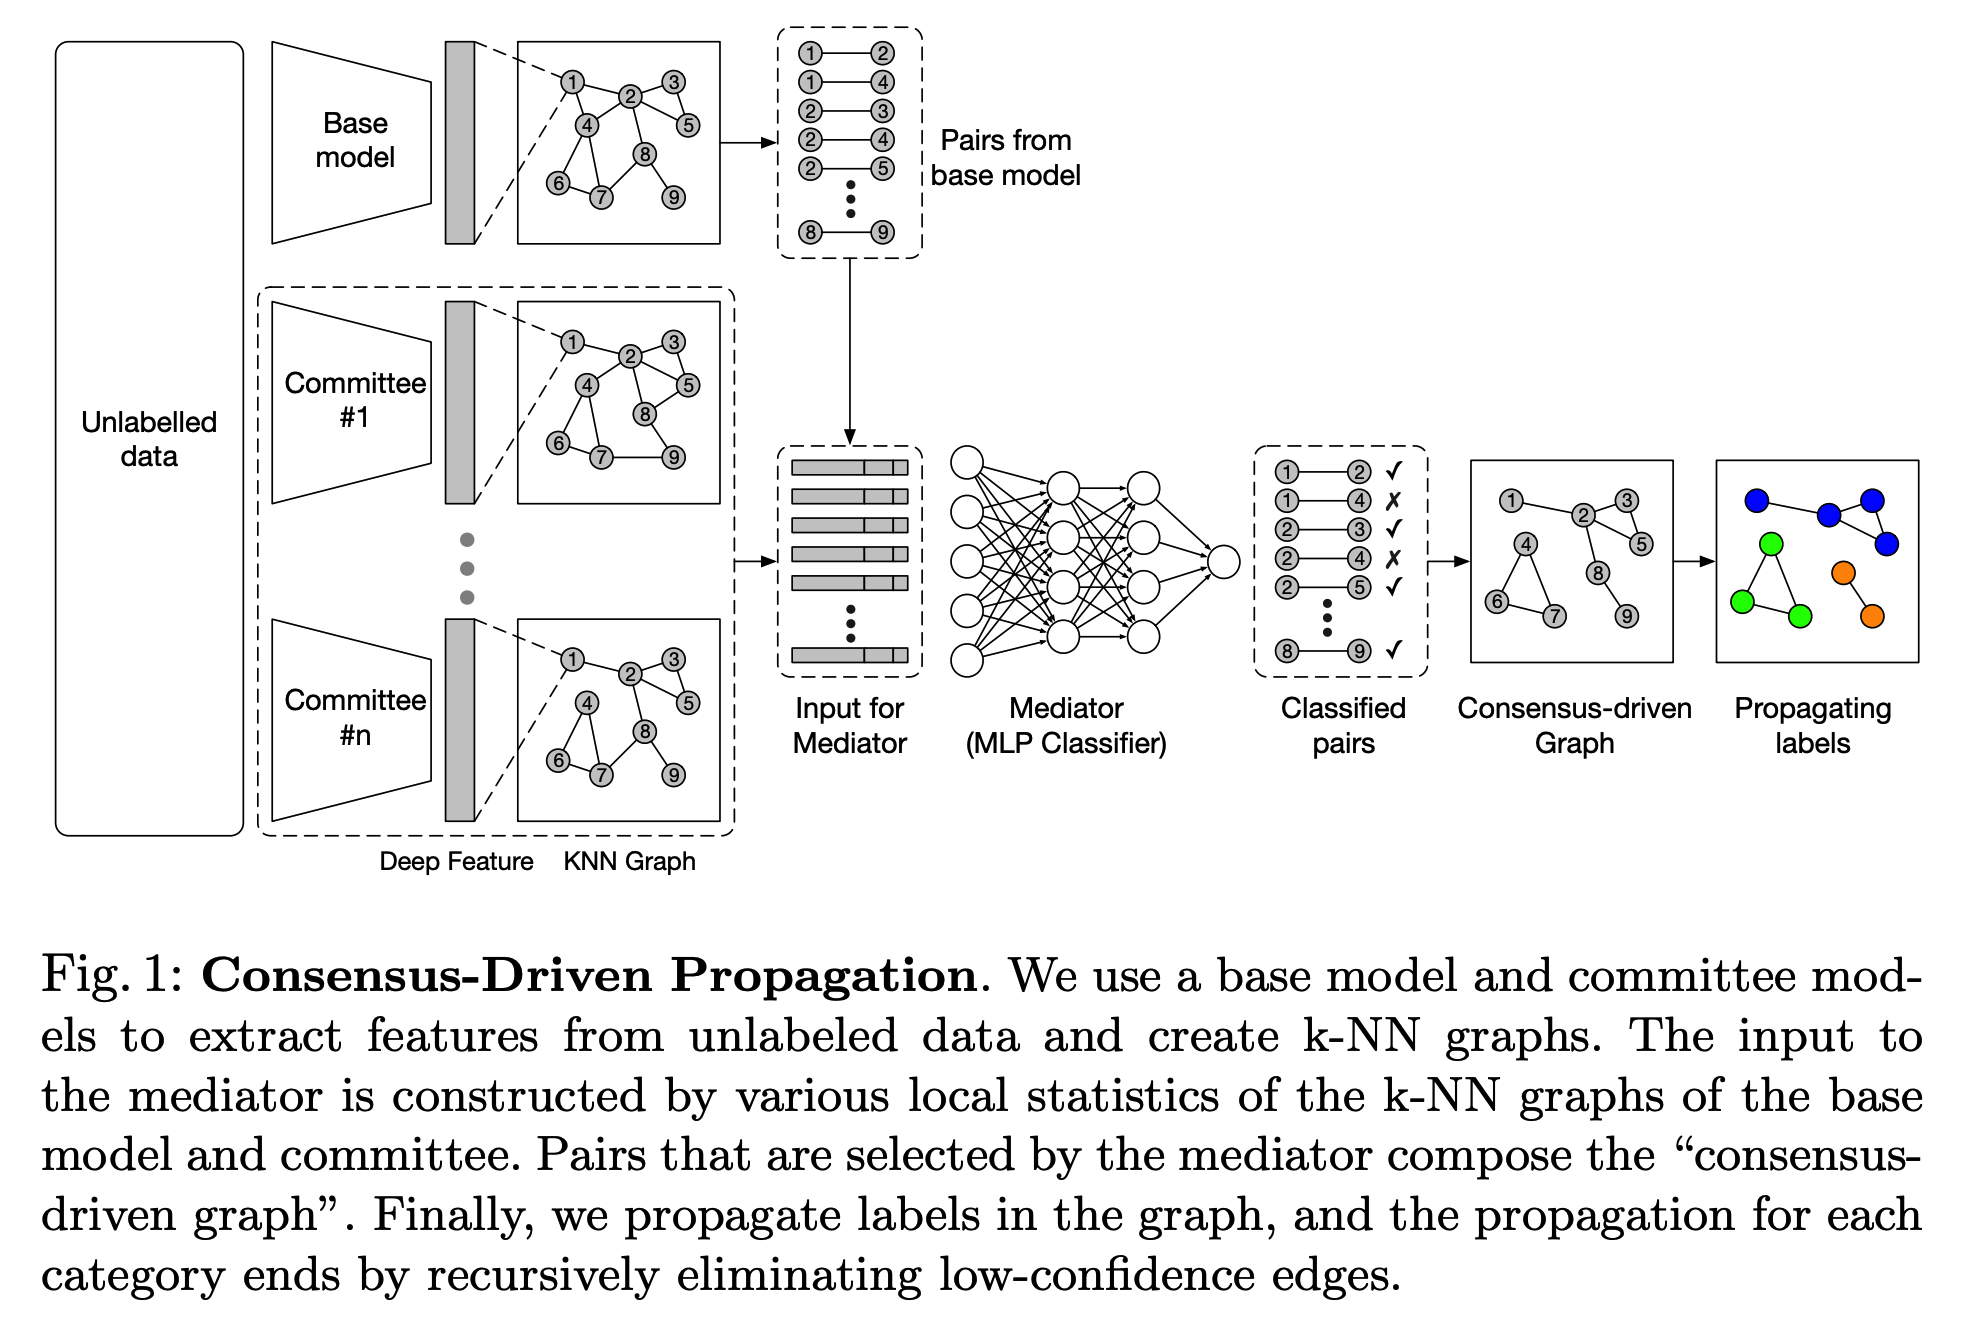 Unlabelled
data
Base
model
1
2
3
4
5
6
7
8
9
1 2
1 4
2 3
2 4
2 5
8 9
Pairs from
base model
Committee
#1
1
2
3
4
5
6
7
8
9
Committee
#n
1
2
3
4
5
6
7
8
9
Deep Feature
KNN Graph
Input for
Mediator
Mediator
(MLP Classifier)
1 2 ✓
1 4 ✗
2 3 ✓
2 4 ✗
2 5 ✓
8 9 ✓
Classified
pairs
1
2
3
4
5
6
7
8
9
Consensus-driven
Graph
Propagating
labels
Fig. 1: Consensus-Driven Propagation. We use a base model and committee mod-
els to extract features from unlabeled data and create k-NN graphs. The input to
the mediator is constructed by various local statistics of the k-NN graphs of the base
model and committee. Pairs that are selected by the mediator compose the “consensus-
driven graph”. Finally, we propagate labels in the graph, and the propagation for each
category ends by recursively eliminating low-confidence edges.